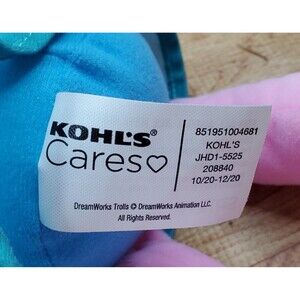 KOHL'S®
Cares♡
851951004681
KOHL'S
JHD1-5525
208840
10/20-12/20
DreamWorks Trolls © DreamWorks Animation LLC.
All Rights Reserved.